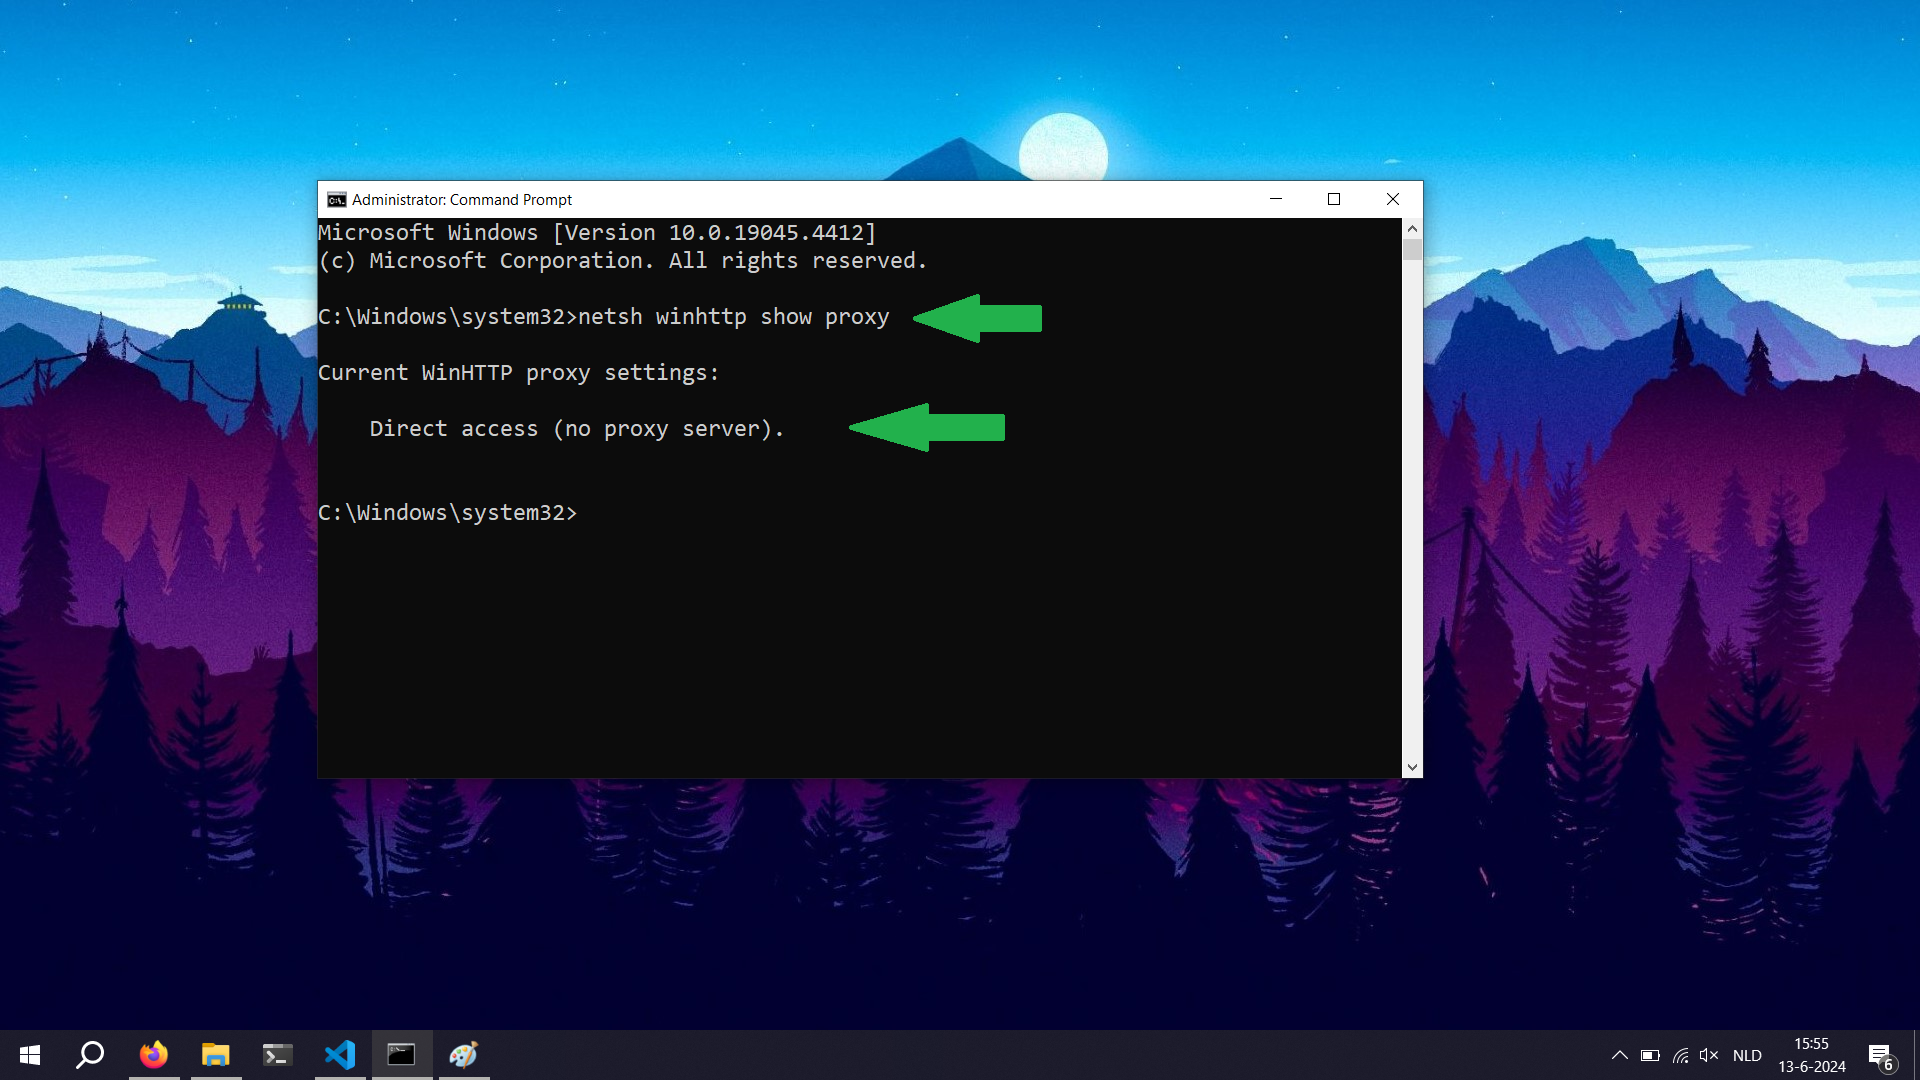 Administrator: Command Prompt
Microsoft Windows [Version 10.0.19045.4412]
(c) Microsoft Corporation. All rights reserved.
C:\Windows\system32>netsh winhttp show proxy
Current WinHTTP proxy settings:
Direct access (no proxy server).
C:\Windows\system32>
NLD
15:55
13-6-2024
6